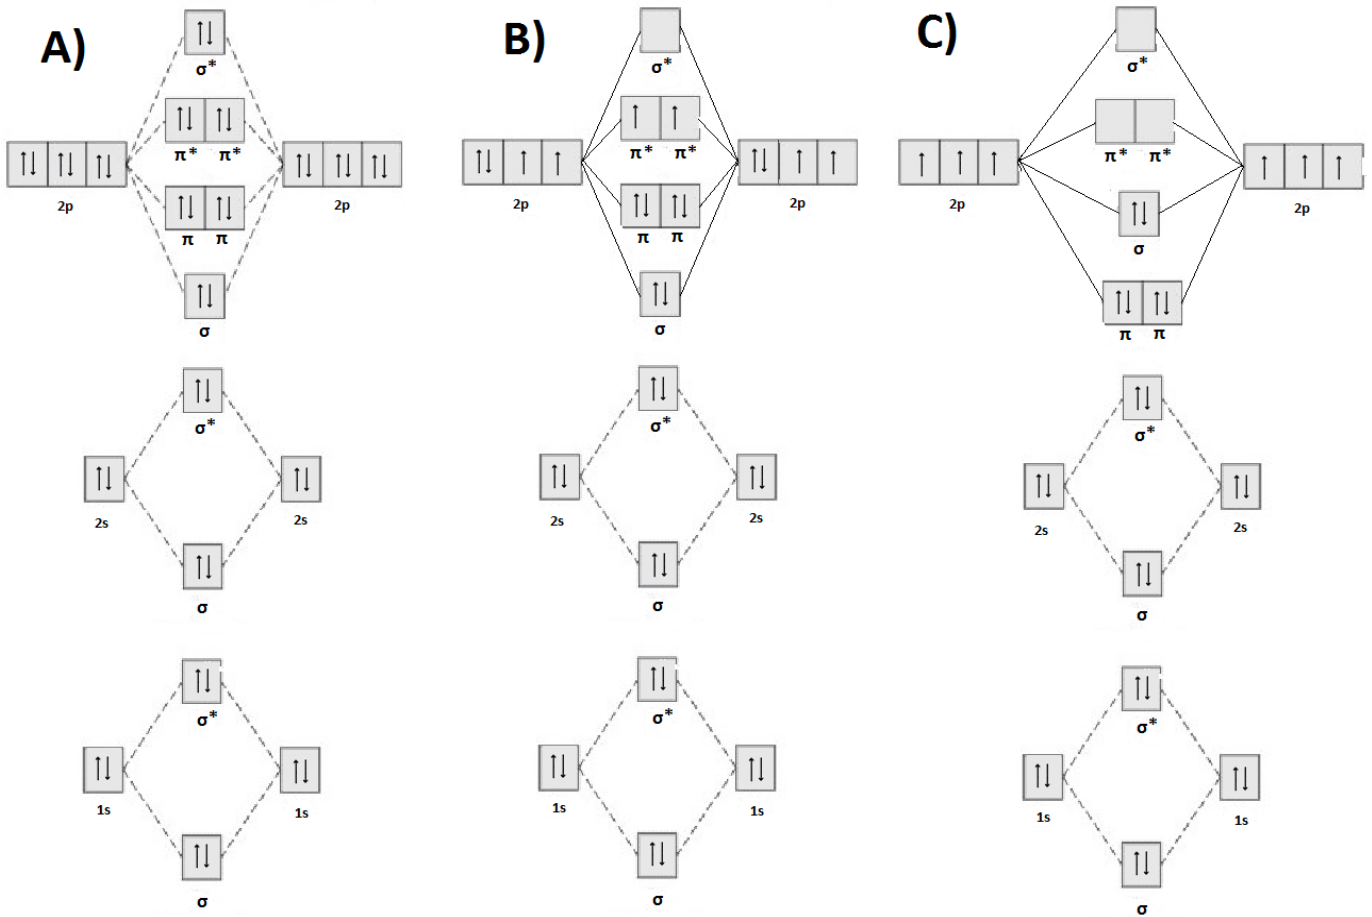 A) B) C)
σ* σ* σ*
π* π* π* π* π* π*
2p 2p 2p 2p 2p 2p
π π π π σ
σ σ π π
σ* σ* σ*
2s 2s 2s 2s 2s 2s
σ σ σ
σ* σ* σ*
1s 1s 1s 1s 1s 1s
σ σ σ